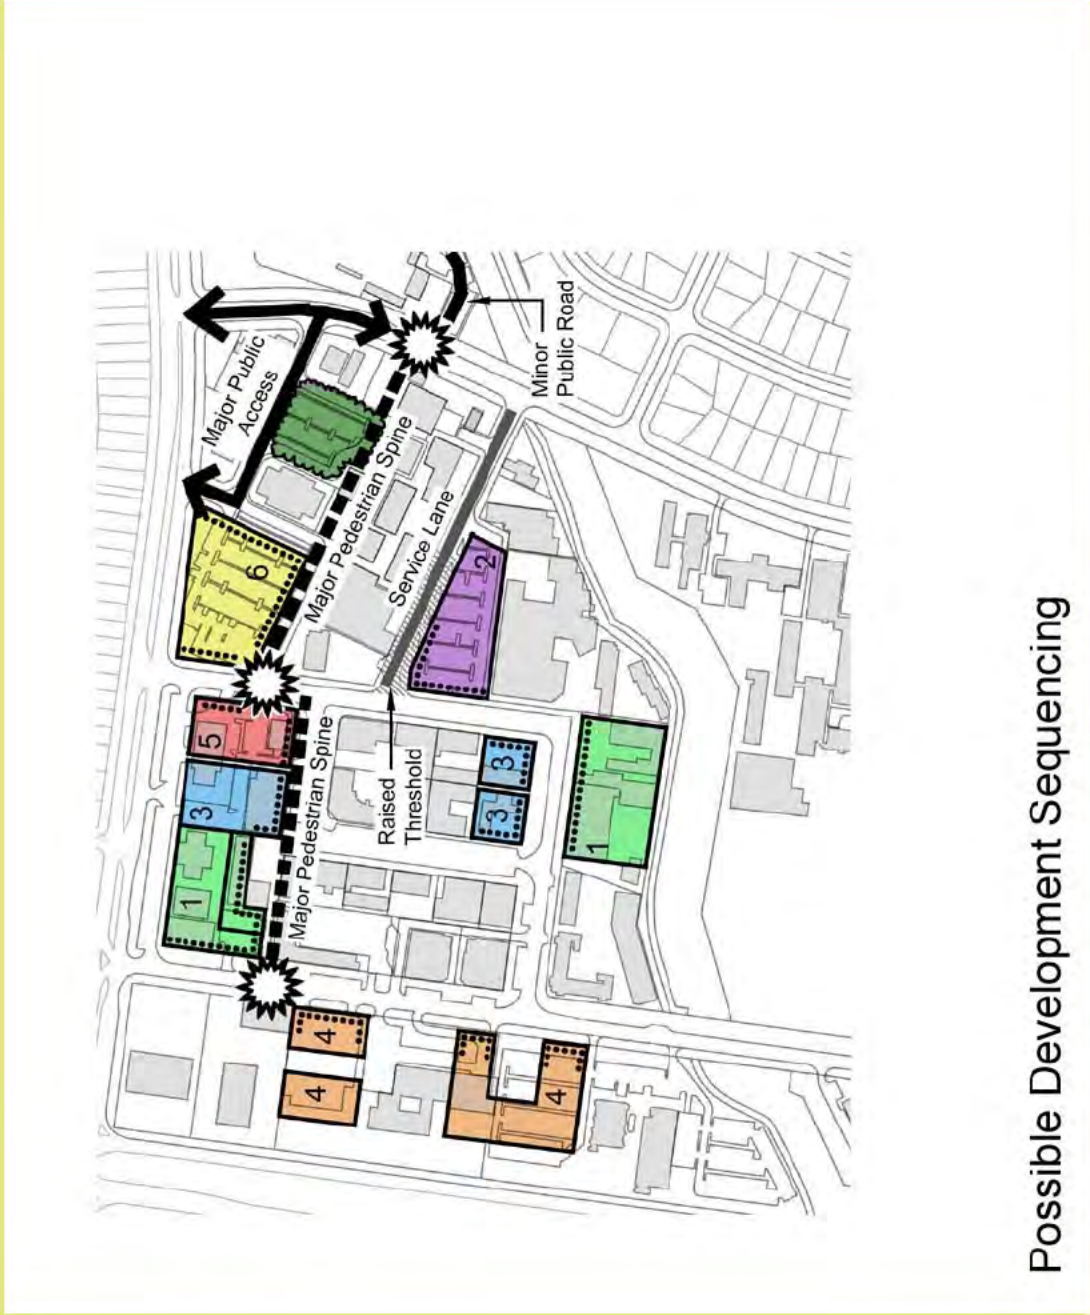 Major Public
Access
6
Major Pedestrian Spine
Service Lane
2
Minor
Public Road
5
3
1
Major Pedestrian Spine
Raised
Threshold
3
3
1
4
4
4
Possible Development Sequencing